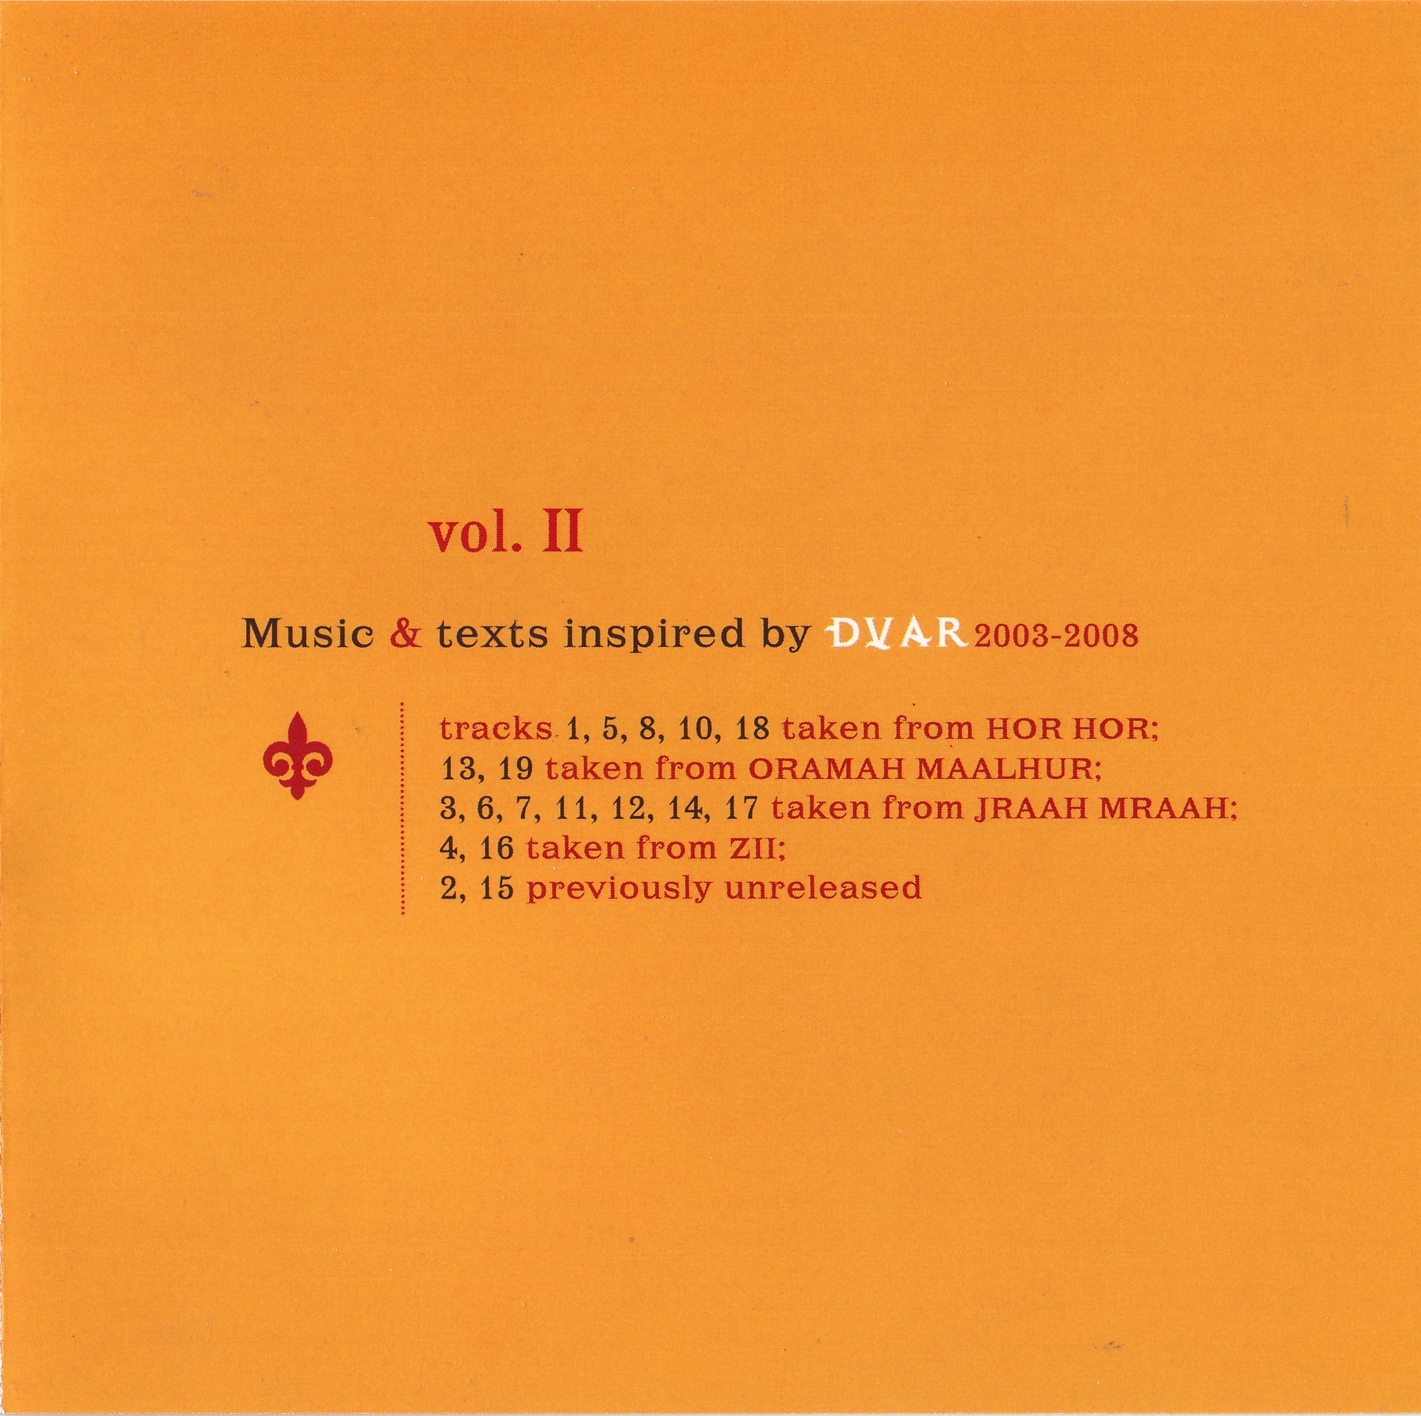 vol. II
Music & texts inspired by DVAR 2003-2008
tracks 1, 5, 8, 10, 18 taken from HOR HOR;
13, 19 taken from ORAMAH MAALHUR;
3, 6, 7, 11, 12, 14, 17 taken from JRAAH MRAAH;
4, 16 taken from ZII;
2, 15 previously unreleased